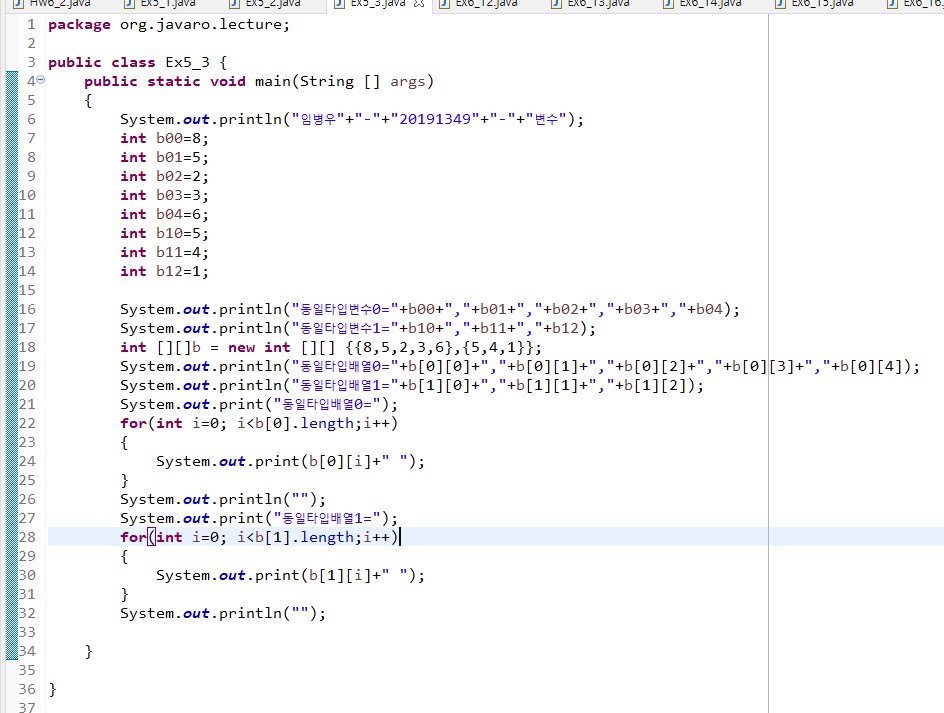 Hw6_2.java Ex5_1.java Ex5_2.java Ex5_3.java Ex6_12.java Ex6_13.java Ex6_14.java Ex6_15.java Ex6_16.
1 package org.javaro.lecture;
2
3 public class Ex5_3 {
4 public static void main(String [] args)
5 {
6 System.out.println("임병우"+"-"+"20191349"+"-"+"변수");
7 int b00=8;
8 int b01=5;
9 int b02=2;
10 int b03=3;
11 int b04=6;
12 int b10=5;
13 int b11=4;
14 int b12=1;
15
16 System.out.println("동일타입변수0="+b00+","+b01+","+b02+","+b03+","+b04);
17 System.out.println("동일타입변수1="+b10+","+b11+","+b12);
18 int [][]b = new int [][] {{8,5,2,3,6},{5,4,1}};
19 System.out.println("동일타입배열0="+b[0][0]+","+b[0][1]+","+b[0][2]+","+b[0][3]+","+b[0][4]);
20 System.out.println("동일타입배열1="+b[1][0]+","+b[1][1]+","+b[1][2]);
21 System.out.print("동일타입배열0=");
22 for(int i=0; i<b[0].length;i++)
23 {
24 System.out.print(b[0][i]+" ");
25 }
26 System.out.println("");
27 System.out.print("동일타입배열1=");
28 for(int i=0; i<b[1].length;i++)
29 {
30 System.out.print(b[1][i]+" ");
31 }
32 System.out.println("");
33
34 }
35
36 }
37